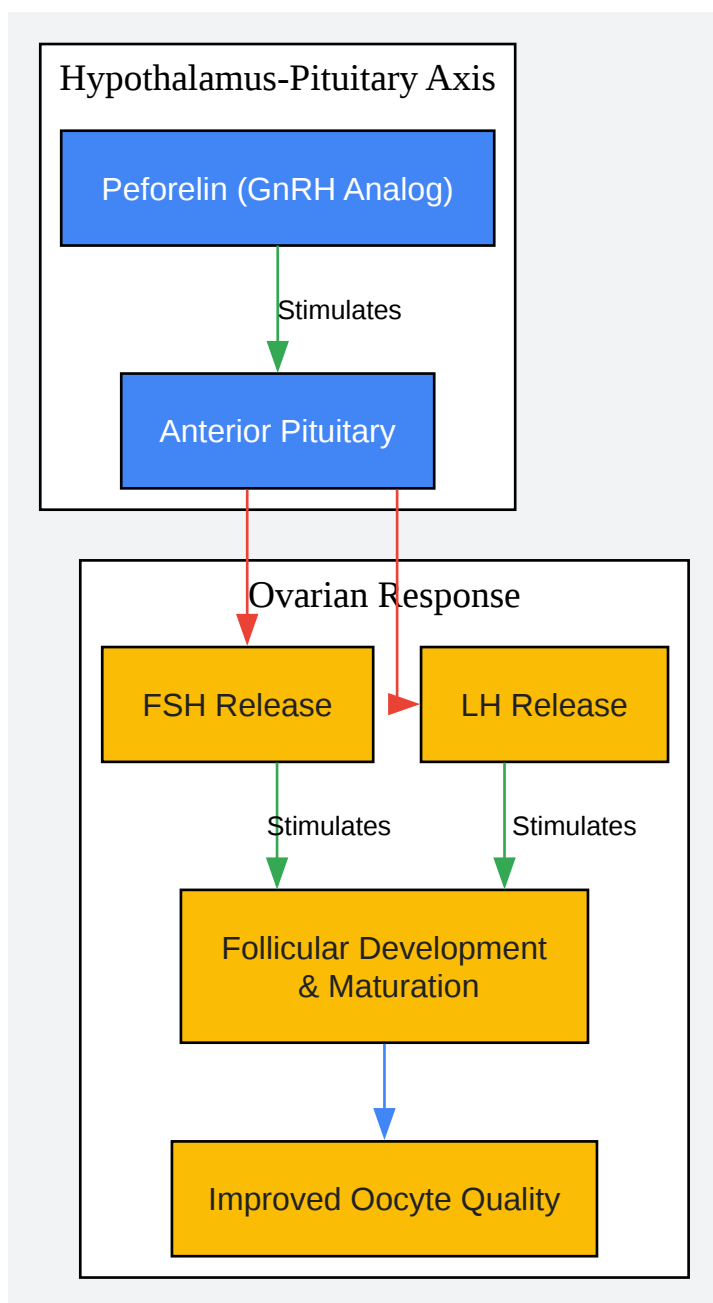 Hypothalamus-Pituitary Axis
Peforelin (GnRH Analog)
Stimulates
Anterior Pituitary
Ovarian Response
FSH Release
LH Release
Stimulates
Stimulates
Follicular Development
& Maturation
Improved Oocyte Quality